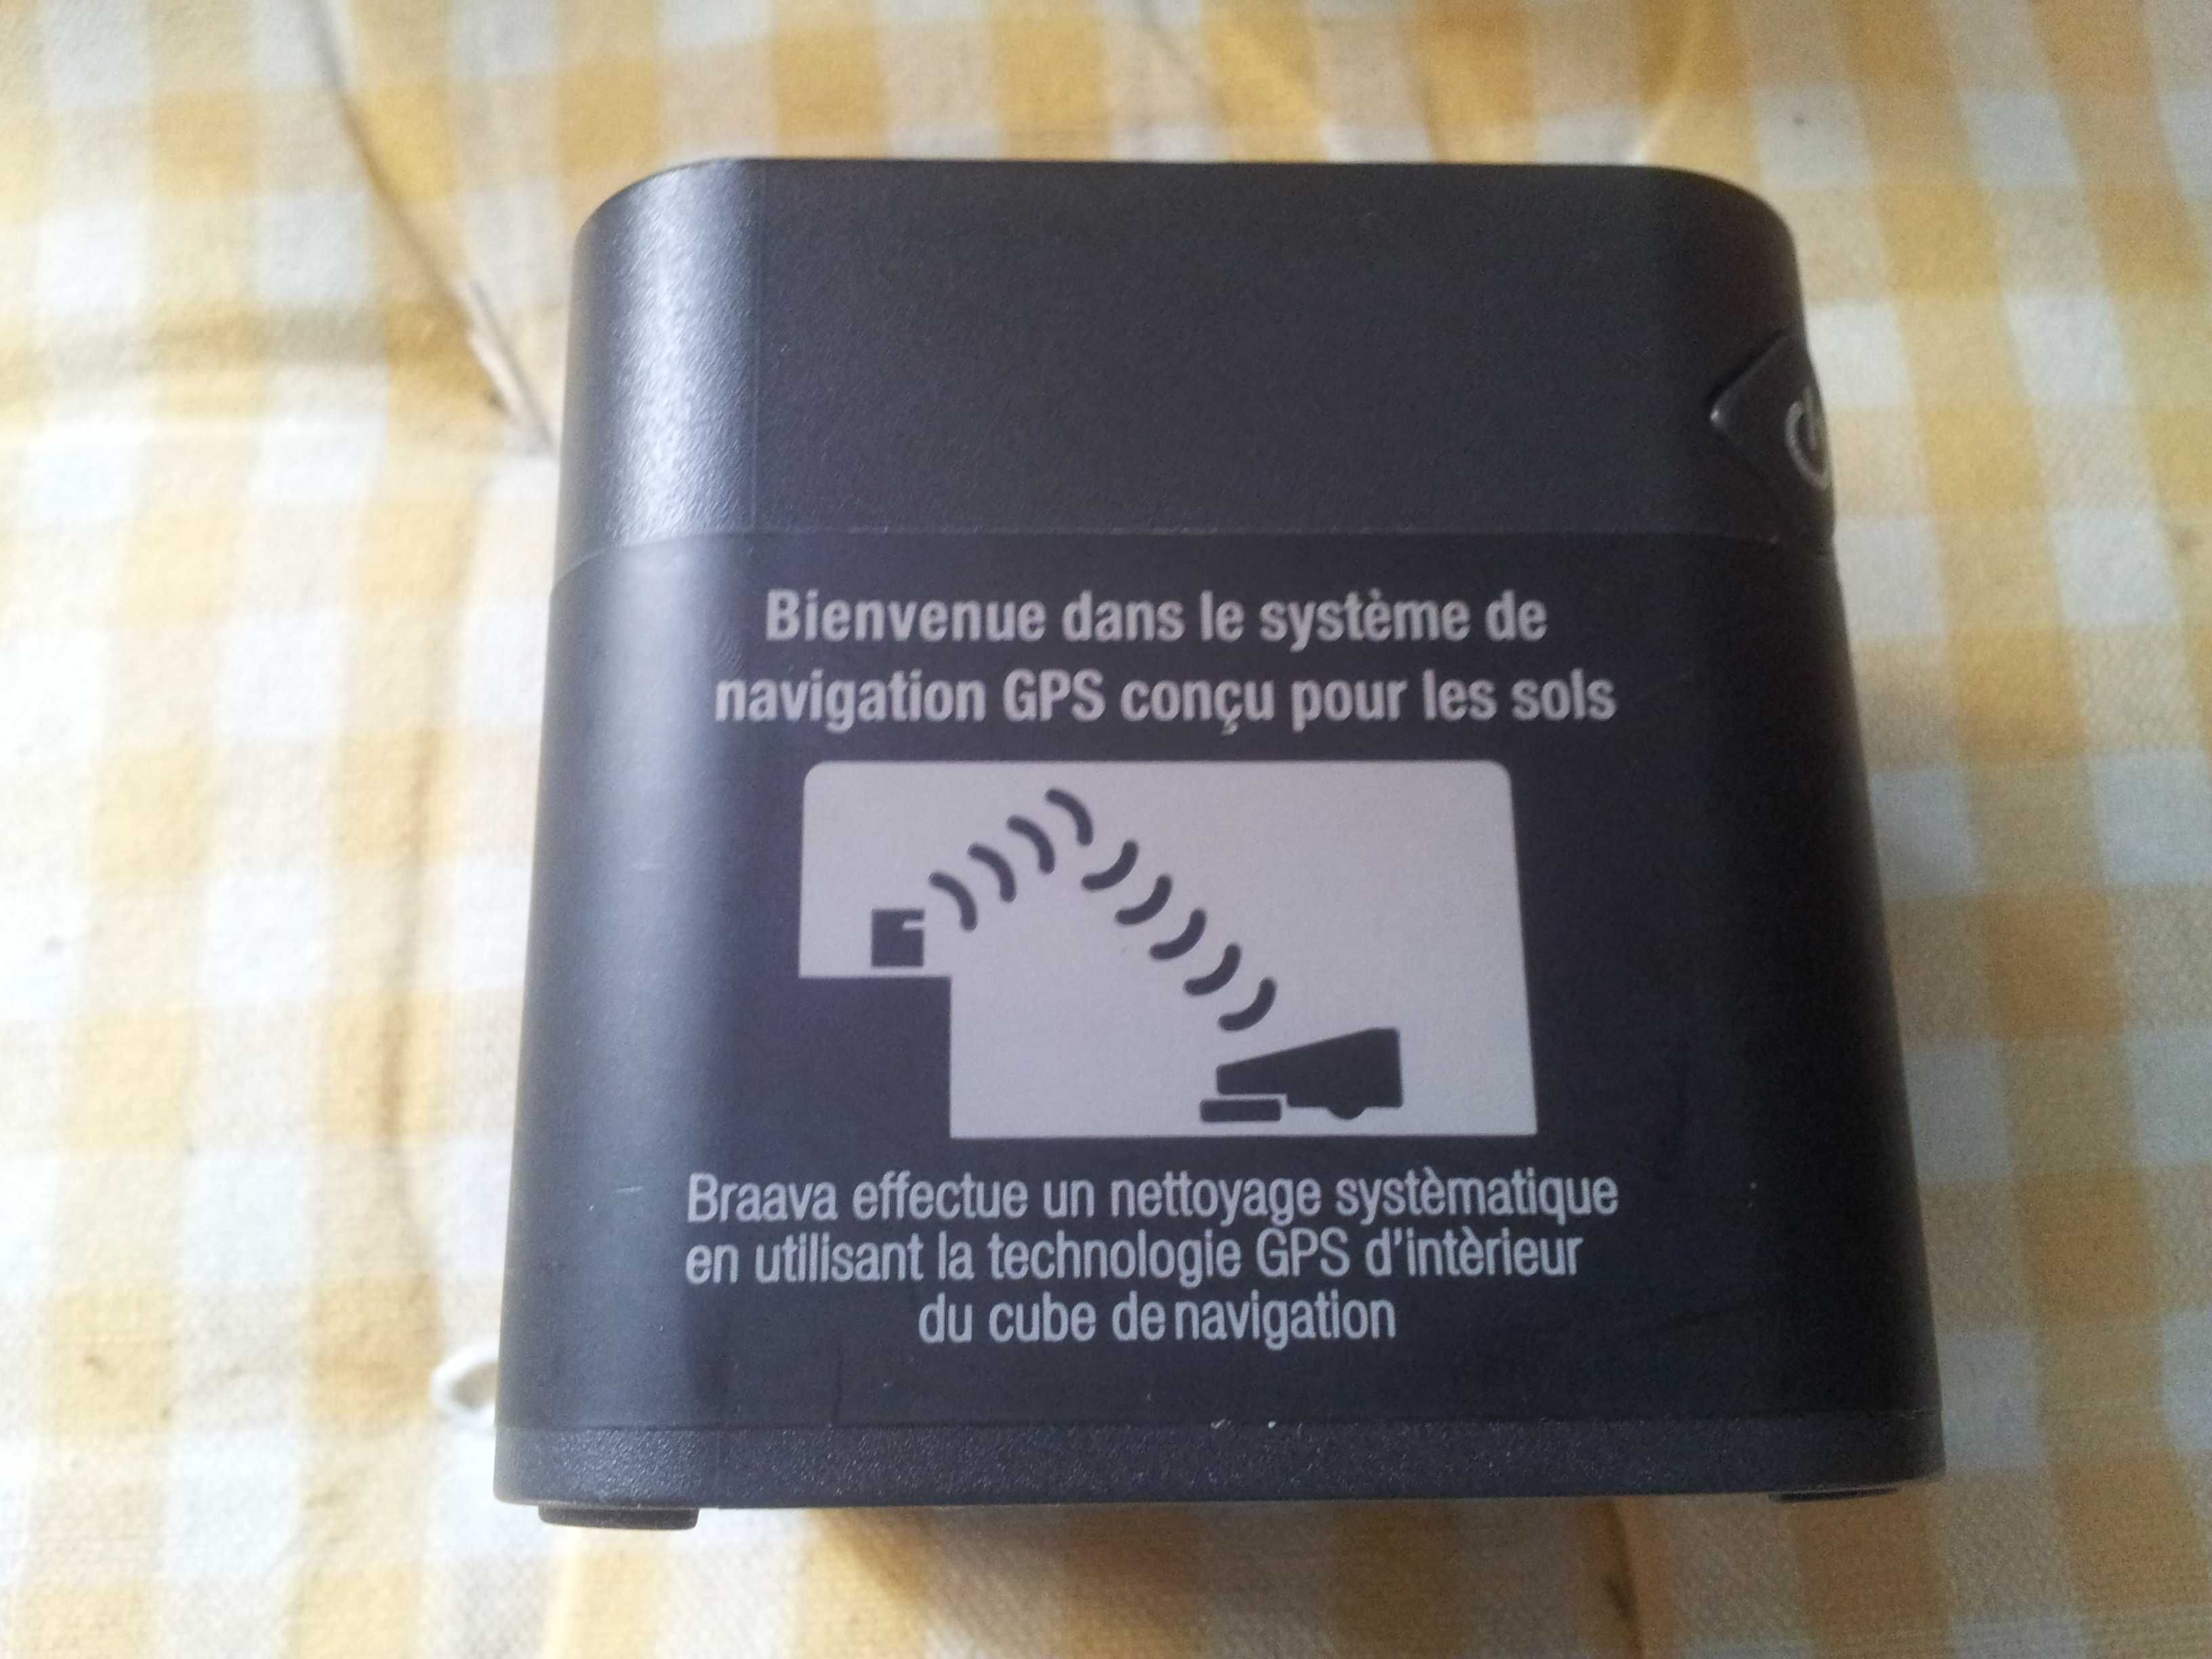 Bienvenue dans le système de
navigation GPS conçu pour les sols
Braava effectue un nettoyage systèmatique
en utilisant la technologie GPS d'intèrieur
du cube de navigation